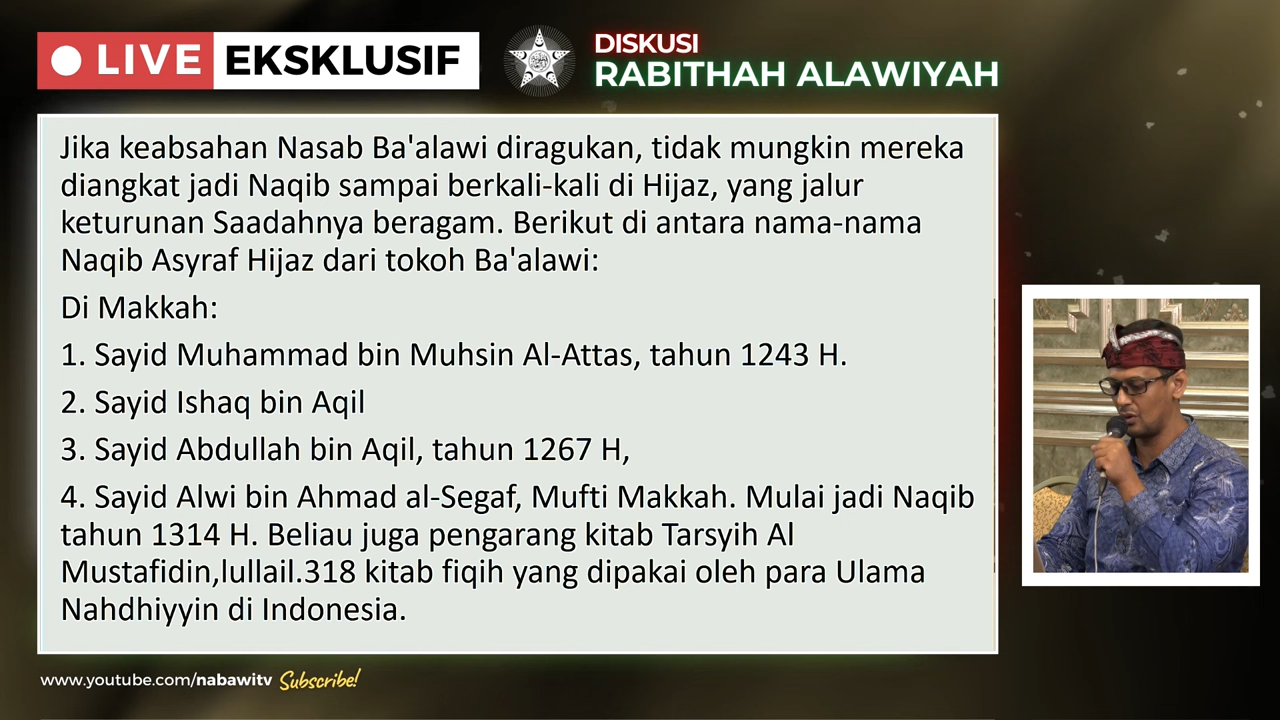 LIVE EKSKLUSIF
DISKUSI
RABITHAH ALAWIYAH
Jika keabsahan Nasab Ba'alawi diragukan, tidak mungkin mereka
diangkat jadi Naqib sampai berkali-kali di Hijaz, yang jalur
keturunan Saadahnya beragam. Berikut di antara nama-nama
Naqib Asyraf Hijaz dari tokoh Ba'alawi:
Di Makkah:
1. Sayid Muhammad bin Muhsin Al-Attas, tahun 1243 H.
2. Sayid Ishaq bin Aqil
3. Sayid Abdullah bin Aqil, tahun 1267 H,
4. Sayid Alwi bin Ahmad al-Segaf, Mufti Makkah. Mulai jadi Naqib
tahun 1314 H. Beliau juga pengarang kitab Tarsyih Al
Mustafidin,lullail.318 kitab fiqih yang dipakai oleh para Ulama
Nahdhiyyin di Indonesia.
www.youtube.com/nabawitv Subscribe!